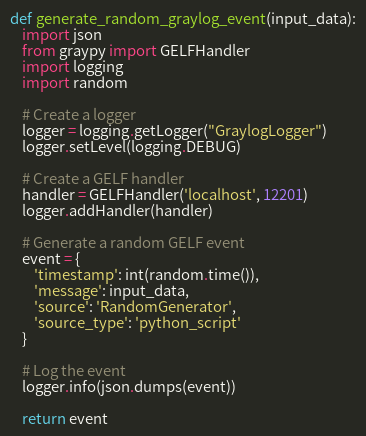 def generate_random_graylog_event(input_data):
    import json
    from graypy import GELFHandler
    import logging
    import random

    # Create a logger
    logger = logging.getLogger("GraylogLogger")
    logger.setLevel(logging.DEBUG)

    # Create a GELF handler
    handler = GELFHandler('localhost', 12201)
    logger.addHandler(handler)

    # Generate a random GELF event
    event = {
        'timestamp': int(random.time()),
        'message': input_data,
        'source': 'RandomGenerator',
        'source_type': 'python_script'
    }

    # Log the event
    logger.info(json.dumps(event))

    return event